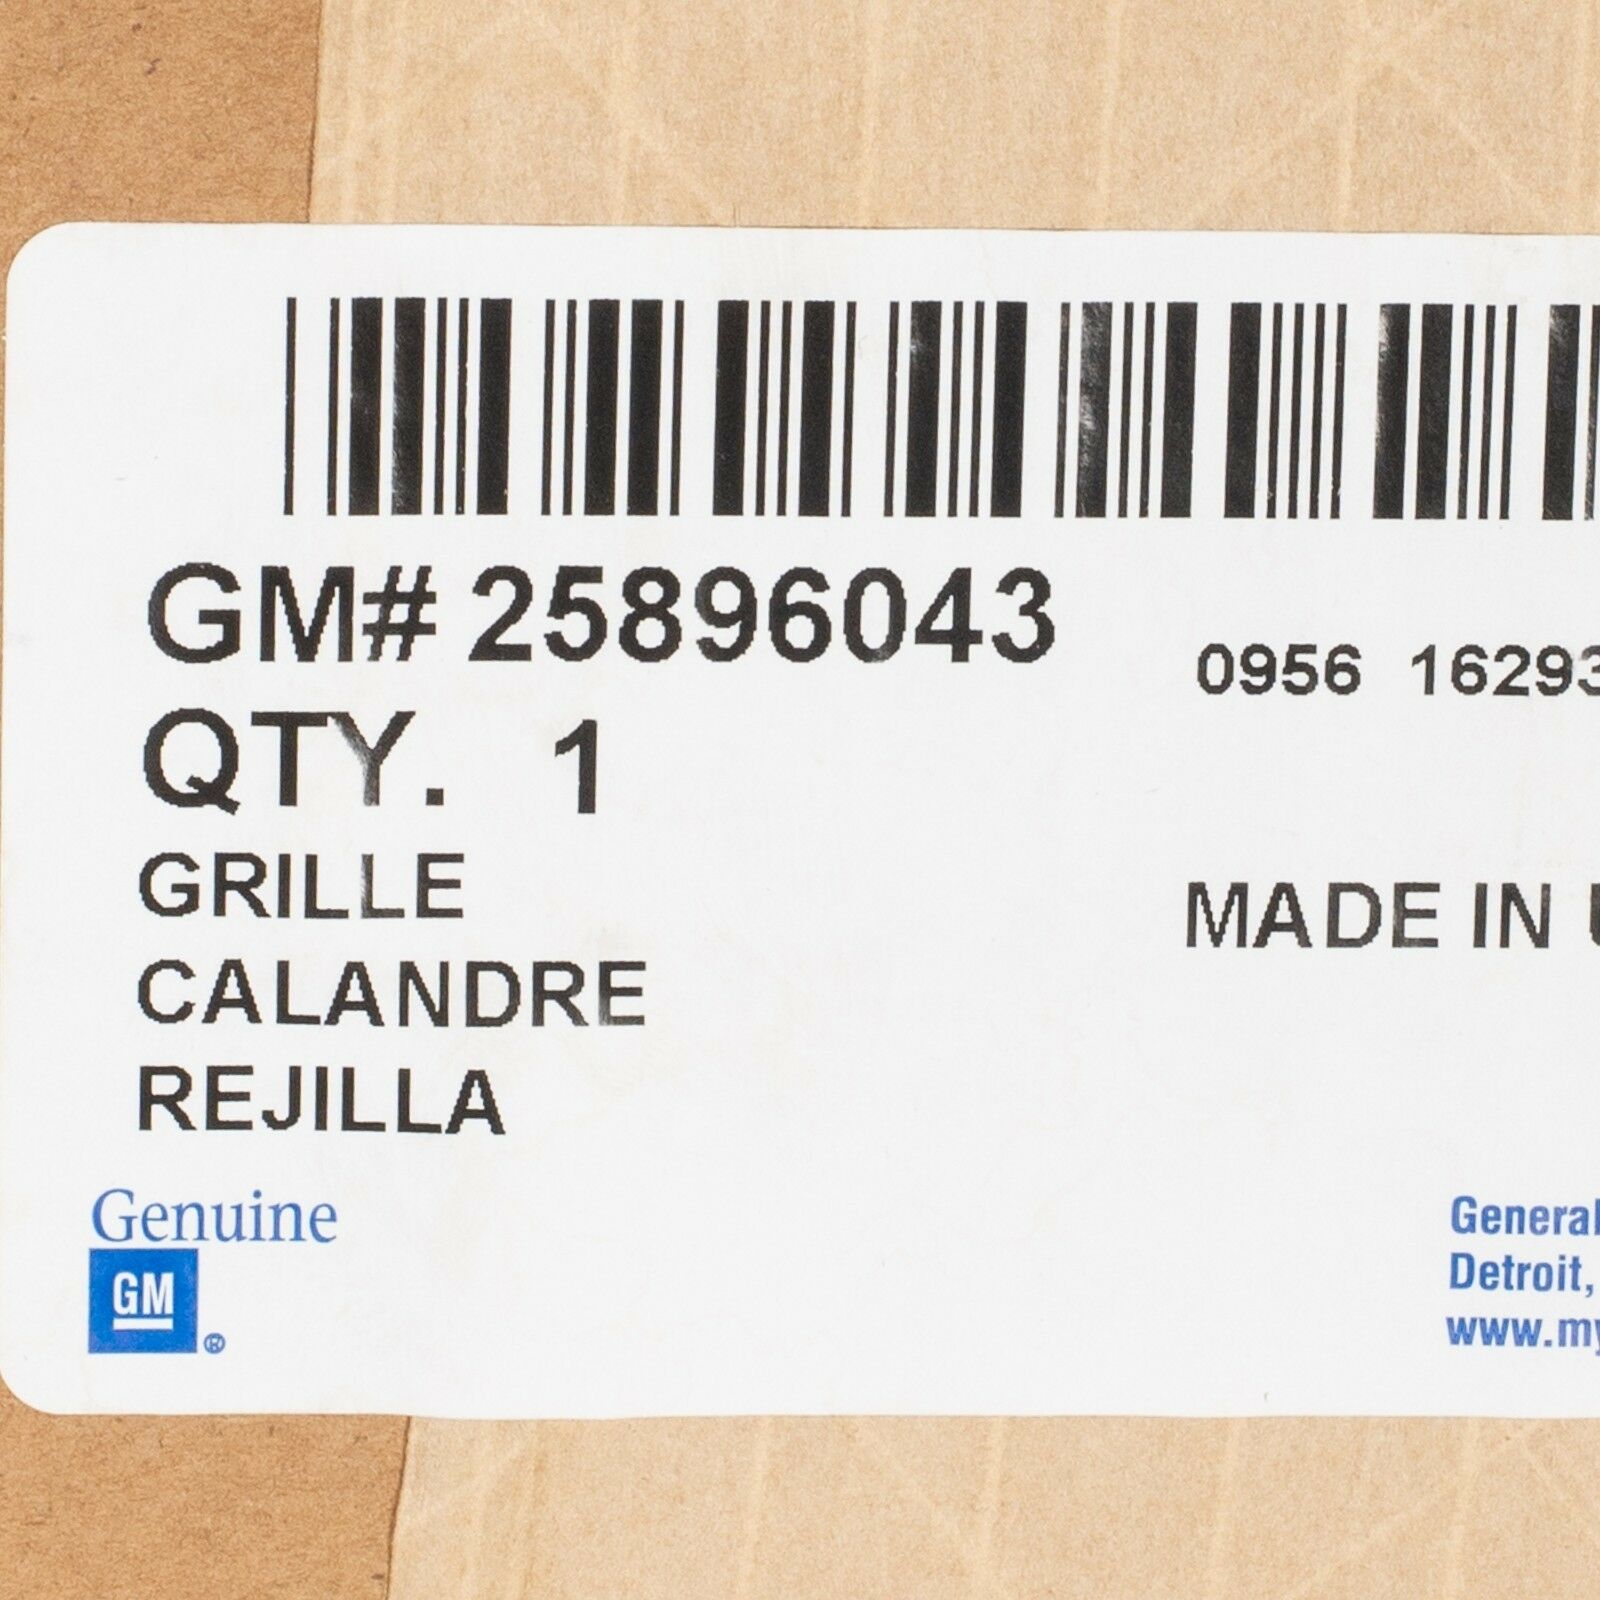 GM# 25896043
0956 16293
QTY. 1
GRILLE
MADE IN
CALANDRE
REJILLA
Genuine
GM®
General
Detroit,